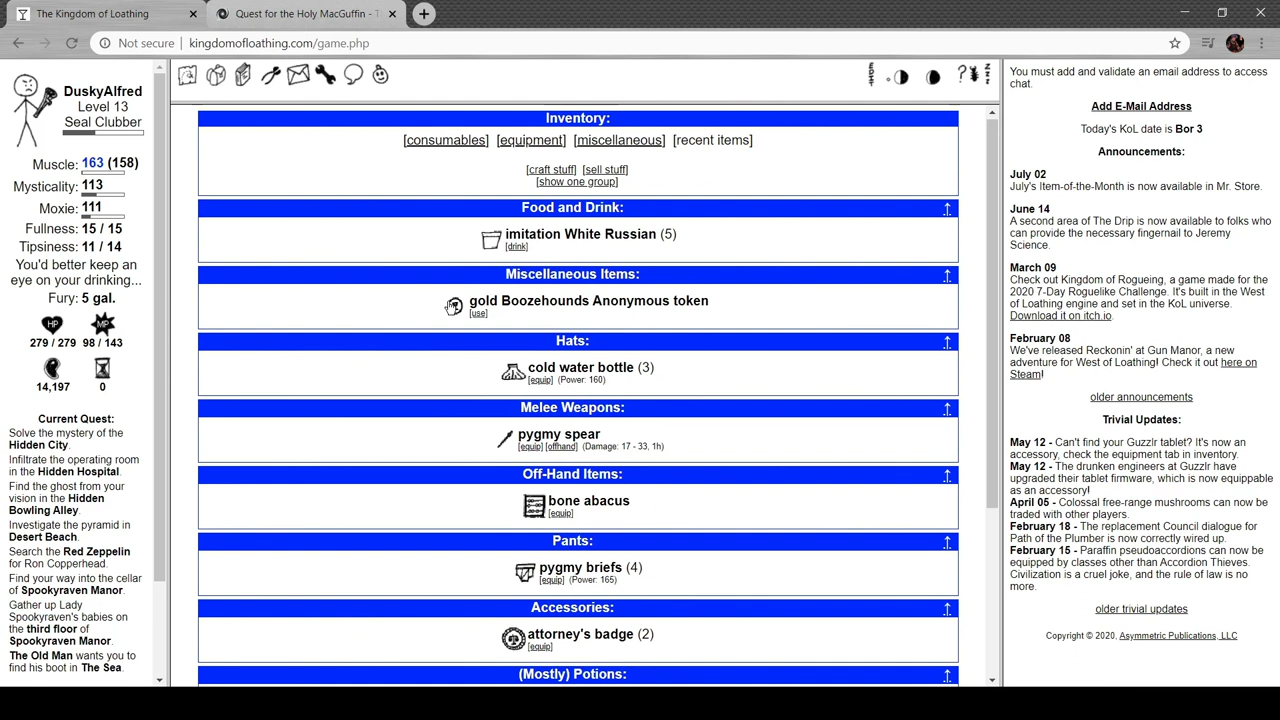 The Kingdom of Loathing
Quest for the Holy MacGuffin - T
Not secure | kingdomofloathing.com/game.php
DuskyAlfred
Level 13
Seal Clubber
Muscle: 163 (158)
Mysticality: 113
Moxie: 111
Fullness: 15 / 15
Tipsiness: 11 / 14
You'd better keep an
eye on your drinking...
Fury: 5 gal.
HP MP
279 / 279 98 / 143
14,197 0
Current Quest:
Solve the mystery of the
Hidden City.
Infiltrate the operating room
in the Hidden Hospital.
Find the ghost from your
vision in the Hidden
Bowling Alley.
Investigate the pyramid in
Desert Beach.
Search the Red Zeppelin
for Ron Copperhead.
Find your way into the cellar
of Spookyraven Manor.
Gather up Lady
Spookyraven's babies on
the third floor of
Spookyraven Manor.
The Old Man wants you to
find his boot in The Sea.
Inventory:
[consumables] [equipment] [miscellaneous] [recent items]
[craft stuff] [sell stuff]
[show one group]
Food and Drink:
imitation White Russian (5)
[drink]
Miscellaneous Items:
gold Boozehounds Anonymous token
[use]
Hats:
cold water bottle (3)
[equip] (Power: 160)
Melee Weapons:
pygmy spear
[equip] [offhand] (Damage: 17 - 33, 1h)
Off-Hand Items:
bone abacus
[equip]
Pants:
pygmy briefs (4)
[equip] (Power: 165)
Accessories:
attorney's badge (2)
[equip]
(Mostly) Potions:
You must add and validate an email address to access
chat.
Add E-Mail Address
Today's KoL date is Bor 3
Announcements:
July 02
July's Item-of-the-Month is now available in Mr. Store.
June 14
A second area of The Drip is now available to folks who
can provide the necessary fingernail to Jeremy
Science.
March 09
Check out Kingdom of Rogueing, a game made for the
2020 7-Day Roguelike Challenge. It's built in the West
of Loathing engine and set in the KoL universe.
Download it on itch.io.
February 08
We've released Reckonin' at Gun Manor, a new
adventure for West of Loathing! Check it out here on
Steam!
older announcements
Trivial Updates:
May 12 - Can't find your Guzzlr tablet? It's now an
accessory, check the equipment tab in inventory.
May 12 - The drunken engineers at Guzzlr have
upgraded their tablet firmware, which is now equippable
as an accessory!
April 05 - Colossal free-range mushrooms can now be
traded with other players.
February 18 - The replacement Council dialogue for
Path of the Plumber is now correctly wired up.
February 15 - Paraffin pseudoaccordions can now be
equipped by classes other than Accordion Thieves.
Civilization is a cruel joke, and the rule of law is no
more.
older trivial updates
Copyright © 2020, Asymmetric Publications, LLC